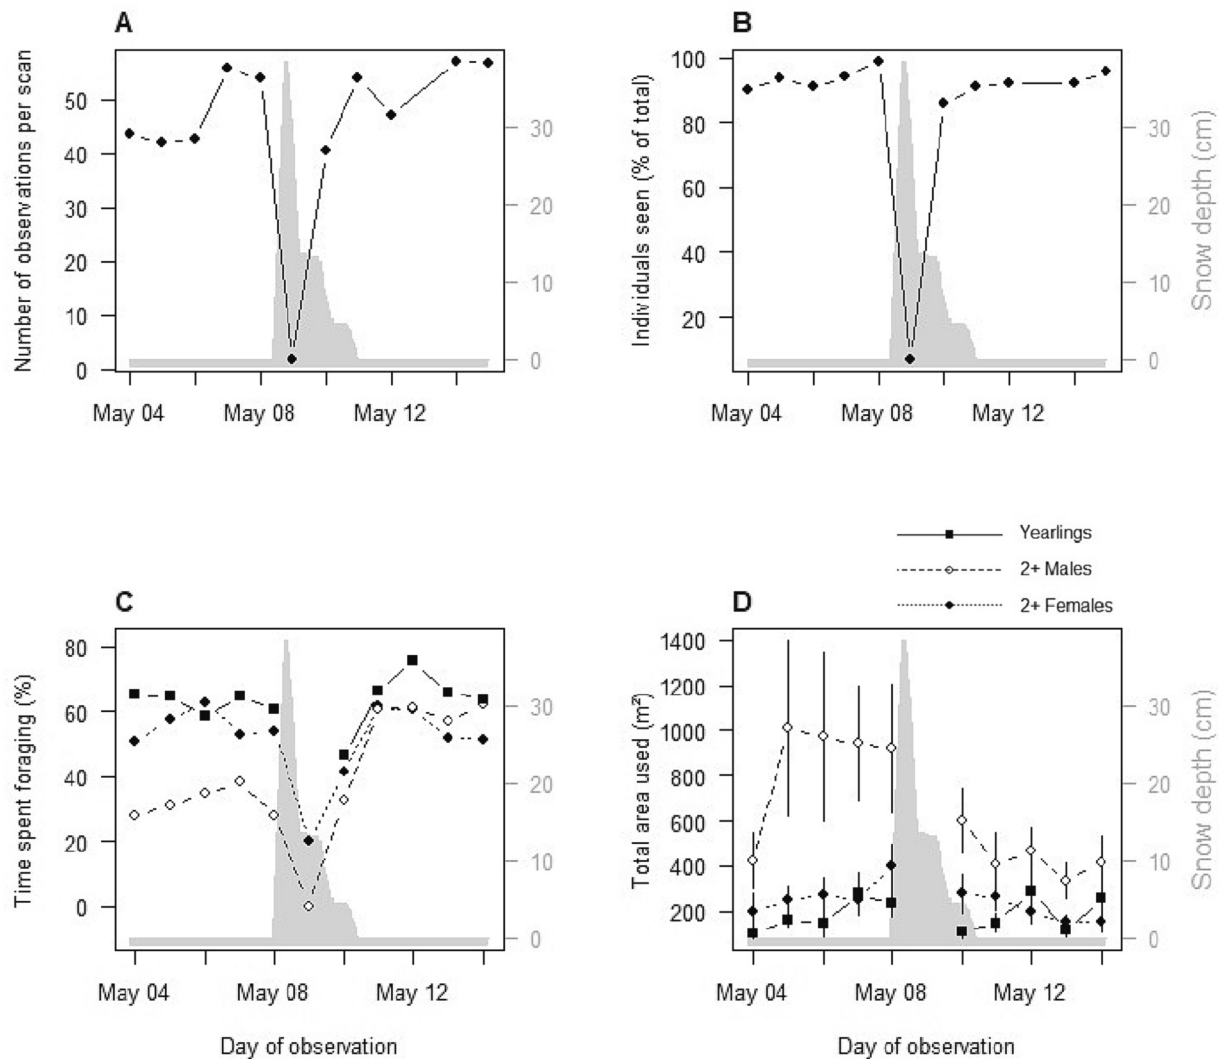 A
Number of observations per scan
50
40
30
20
10
0
30
20
10
0
May 04
May 08
May 12
B
Individuals seen (% of total)
100
80
60
40
20
30
20
10
0
Snow depth (cm)
May 04
May 08
May 12
Yearlings
2+ Males
2+ Females
C
Time spent foraging (%)
80
60
40
20
0
30
20
10
0
May 04
May 08
May 12
Day of observation
D
Total area used (m²)
1400
1200
1000
800
600
400
200
30
20
10
0
Snow depth (cm)
May 04
May 08
May 12
Day of observation